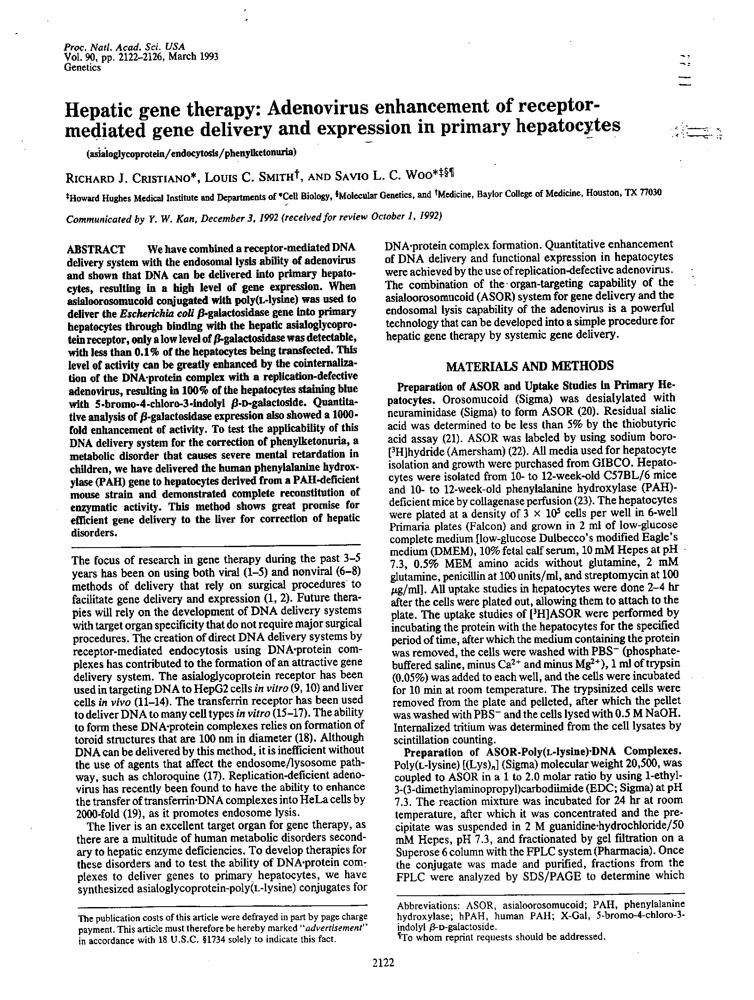 Proc. Natl. Acad. Sci. USA
Vol. 90, pp. 2122–2126, March 1993
Genetics
Hepatic gene therapy: Adenovirus enhancement of receptor-
mediated gene delivery and expression in primary hepatocytes
(asialoglycoprotein/endocytosis/phenylketonuria)
RICHARD J. CRISTIANO*, LOUIS C. SMITH†, AND SAVIO L. C. WOO*‡§¶
‡Howard Hughes Medical Institute and Departments of *Cell Biology, §Molecular Genetics, and †Medicine, Baylor College of Medicine, Houston, TX 77030
Communicated by Y. W. Kan, December 3, 1992 (received for review October 1, 1992)
ABSTRACT We have combined a receptor-mediated DNA
delivery system with the endosomal lysis ability of adenovirus
and shown that DNA can be delivered into primary hepato-
cytes, resulting in a high level of gene expression. When
asialoorosomucoid conjugated with poly(L-lysine) was used to
deliver the Escherichia coli β-galactosidase gene into primary
hepatocytes through binding with the hepatic asialoglycopro-
tein receptor, only a low level of β-galactosidase was detectable,
with less than 0.1% of the hepatocytes being transfected. This
level of activity can be greatly enhanced by the cointernaliza-
tion of the DNA·protein complex with a replication-defective
adenovirus, resulting in 100% of the hepatocytes staining blue
with 5-bromo-4-chloro-3-indolyl β-D-galactoside. Quantita-
tive analysis of β-galactosidase expression also showed a 1000-
fold enhancement of activity. To test the applicability of this
DNA delivery system for the correction of phenylketonuria, a
metabolic disorder that causes severe mental retardation in
children, we have delivered the human phenylalanine hydrox-
ylase (PAH) gene to hepatocytes derived from a PAH-deficient
mouse strain and demonstrated complete reconstitution of
enzymatic activity. This method shows great promise for
efficient gene delivery to the liver for correction of hepatic
disorders.
The focus of research in gene therapy during the past 3–5
years has been on using both viral (1–5) and nonviral (6–8)
methods of delivery that rely on surgical procedures to
facilitate gene delivery and expression (1, 2). Future thera-
pies will rely on the development of DNA delivery systems
with target organ specificity that do not require major surgical
procedures. The creation of direct DNA delivery systems by
receptor-mediated endocytosis using DNA·protein com-
plexes has contributed to the formation of an attractive gene
delivery system. The asialoglycoprotein receptor has been
used in targeting DNA to HepG2 cells in vitro (9, 10) and liver
cells in vivo (11–14). The transferrin receptor has been used
to deliver DNA to many cell types in vitro (15–17). The ability
to form these DNA·protein complexes relies on formation of
toroid structures that are 100 nm in diameter (18). Although
DNA can be delivered by this method, it is inefficient without
the use of agents that affect the endosome/lysosome path-
way, such as chloroquine (17). Replication-deficient adeno-
virus has recently been found to have the ability to enhance
the transfer of transferrin·DNA complexes into HeLa cells by
2000-fold (19), as it promotes endosome lysis.
The liver is an excellent target organ for gene therapy, as
there are a multitude of human metabolic disorders second-
ary to hepatic enzyme deficiencies. To develop therapies for
these disorders and to test the ability of DNA·protein com-
plexes to deliver genes to primary hepatocytes, we have
synthesized asialoglycoprotein-poly(L-lysine) conjugates for
The publication costs of this article were defrayed in part by page charge
payment. This article must therefore be hereby marked "advertisement"
in accordance with 18 U.S.C. §1734 solely to indicate this fact.
DNA·protein complex formation. Quantitative enhancement
of DNA delivery and functional expression in hepatocytes
were achieved by the use of replication-defective adenovirus.
The combination of the organ-targeting capability of the
asialoorosomucoid (ASOR) system for gene delivery and the
endosomal lysis capability of the adenovirus is a powerful
technology that can be developed into a simple procedure for
hepatic gene therapy by systemic gene delivery.
MATERIALS AND METHODS
Preparation of ASOR and Uptake Studies in Primary He-
patocytes. Orosomucoid (Sigma) was desialylated with
neuraminidase (Sigma) to form ASOR (20). Residual sialic
acid was determined to be less than 5% by the thiobutyric
acid assay (21). ASOR was labeled by using sodium boro-
[³H]hydride (Amersham) (22). All media used for hepatocyte
isolation and growth were purchased from GIBCO. Hepato-
cytes were isolated from 10- to 12-week-old C57BL/6 mice
and 10- to 12-week-old phenylalanine hydroxylase (PAH)-
deficient mice by collagenase perfusion (23). The hepatocytes
were plated at a density of 3 × 10⁵ cells per well in 6-well
Primaria plates (Falcon) and grown in 2 ml of low-glucose
complete medium [low-glucose Dulbecco's modified Eagle's
medium (DMEM), 10% fetal calf serum, 10 mM Hepes at pH
7.3, 0.5% MEM amino acids without glutamine, 2 mM
glutamine, penicillin at 100 units/ml, and streptomycin at 100
μg/ml]. All uptake studies in hepatocytes were done 2–4 hr
after the cells were plated out, allowing them to attach to the
plate. The uptake studies of [³H]ASOR were performed by
incubating the protein with the hepatocytes for the specified
period of time, after which the medium containing the protein
was removed, the cells were washed with PBS⁻ (phosphate-
buffered saline, minus Ca²⁺ and minus Mg²⁺), 1 ml of trypsin
(0.05%) was added to each well, and the cells were incubated
for 10 min at room temperature. The trypsinized cells were
removed from the plate and pelleted, after which the pellet
was washed with PBS⁻ and the cells lysed with 0.5 M NaOH.
Internalized tritium was determined from the cell lysates by
scintillation counting.
Preparation of ASOR-Poly(L-lysine)·DNA Complexes.
Poly(L-lysine) [(Lys)ₙ] (Sigma) molecular weight 20,500, was
coupled to ASOR in a 1 to 2.0 molar ratio by using 1-ethyl-
3-(3-dimethylaminopropyl)carbodiimide (EDC; Sigma) at pH
7.3. The reaction mixture was incubated for 24 hr at room
temperature, after which it was concentrated and the pre-
cipitate was suspended in 2 M guanidine·hydrochloride/50
mM Hepes, pH 7.3, and fractionated by gel filtration on a
Superose 6 column with the FPLC system (Pharmacia). Once
the conjugate was made and purified, fractions from the
FPLC were analyzed by SDS/PAGE to determine which
Abbreviations: ASOR, asialoorosomucoid; PAH, phenylalanine
hydroxylase; hPAH, human PAH; X-Gal, 5-bromo-4-chloro-3-
indolyl β-D-galactoside.
¶To whom reprint requests should be addressed.
2122